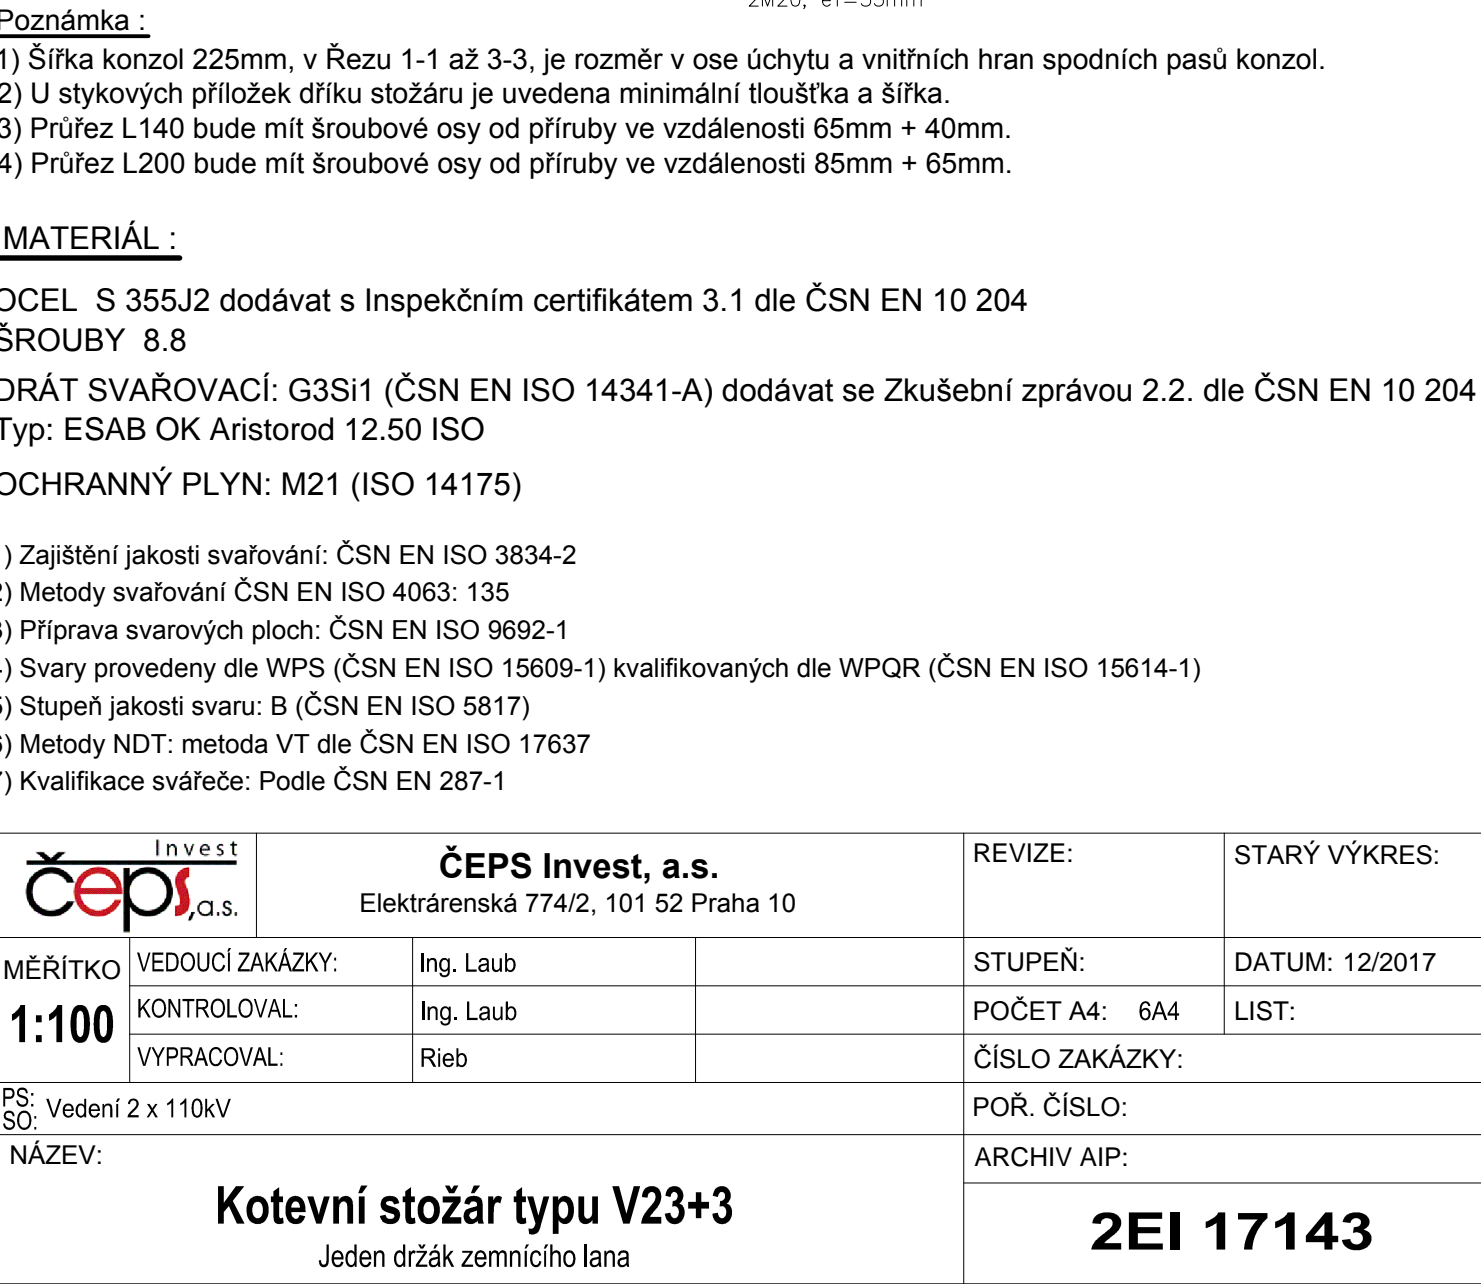 Poznámka :
1) Šířka konzol 225mm, v Řezu 1-1 až 3-3, je rozměr v ose úchytu a vnitřních hran spodních pasů konzol.
2) U stykových příložek dříku stožáru je uvedena minimální tloušťka a šířka.
3) Průřez L140 bude mít šroubové osy od příruby ve vzdálenosti 65mm + 40mm.
4) Průřez L200 bude mít šroubové osy od příruby ve vzdálenosti 85mm + 65mm.
MATERIÁL :
OCEL S 355J2 dodávat s Inspekčním certifikátem 3.1 dle ČSN EN 10 204
ŠROUBY 8.8
DRÁT SVAŘOVACÍ: G3Si1 (ČSN EN ISO 14341-A) dodávat se Zkušební zprávou 2.2. dle ČSN EN 10 204
Typ: ESAB OK Aristorod 12.50 ISO
OCHRANNÝ PLYN: M21 (ISO 14175)
1) Zajištění jakosti svařování: ČSN EN ISO 3834-2
2) Metody svařování ČSN EN ISO 4063: 135
3) Příprava svarových ploch: ČSN EN ISO 9692-1
4) Svary provedeny dle WPS (ČSN EN ISO 15609-1) kvalifikovaných dle WPQR (ČSN EN ISO 15614-1)
5) Stupeň jakosti svaru: B (ČSN EN ISO 5817)
6) Metody NDT: metoda VT dle ČSN EN ISO 17637
7) Kvalifikace svářeče: Podle ČSN EN 287-1
Invest
čeps,a.s.
ČEPS Invest, a.s.
Elektrárenská 774/2, 101 52 Praha 10
REVIZE:
STARÝ VÝKRES:
MĚŘÍTKO
1:100
VEDOUCÍ ZAKÁZKY: Ing. Laub
STUPEŇ:
DATUM: 12/2017
KONTROLOVAL: Ing. Laub
POČET A4: 6A4
LIST:
VYPRACOVAL: Rieb
ČÍSLO ZAKÁZKY:
PS:
SO:
Vedení 2 x 110kV
POŘ. ČÍSLO:
NÁZEV:
Kotevní stožár typu V23+3
Jeden držák zemnícího lana
ARCHIV AIP:
2EI 17143